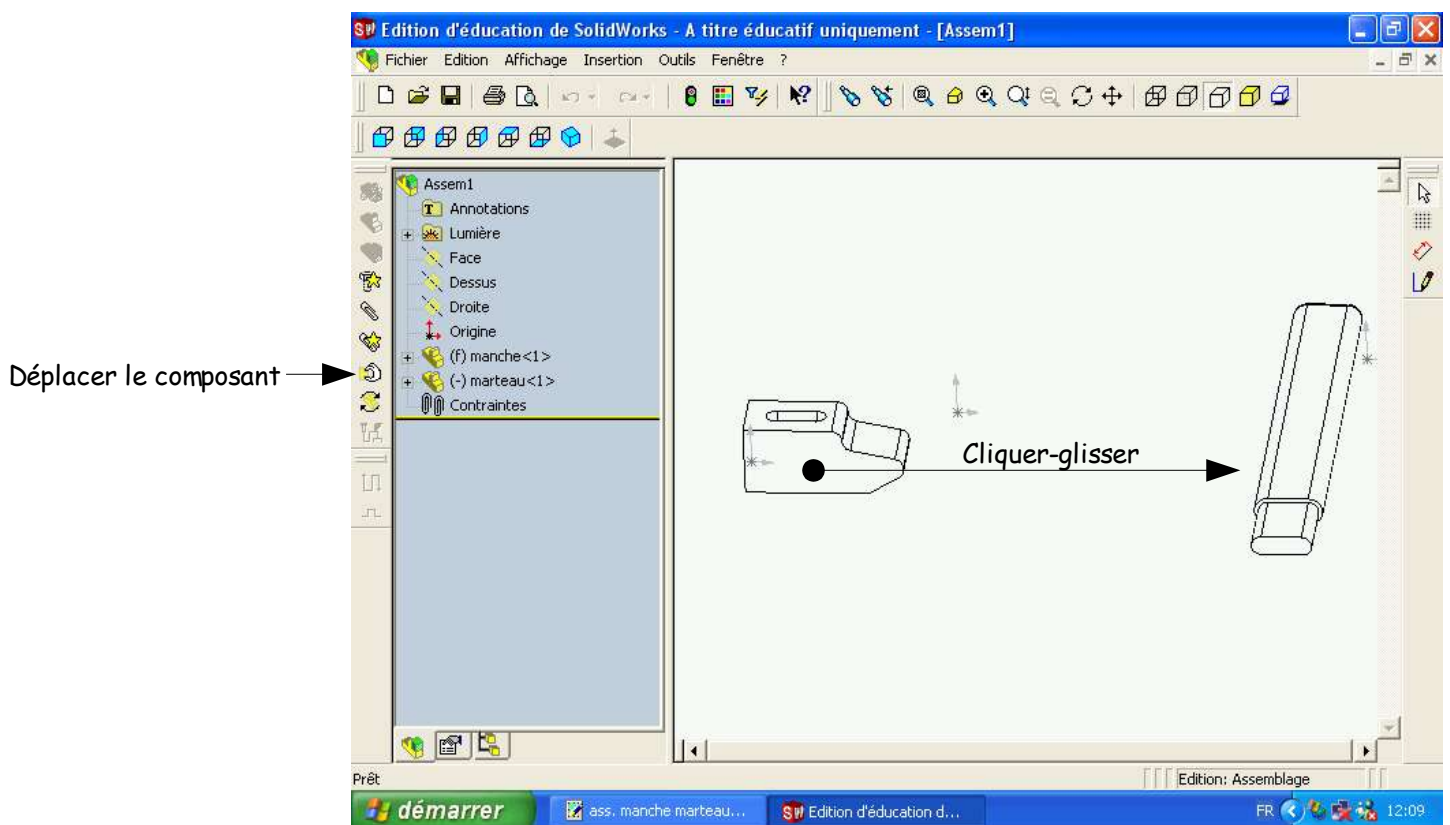 Edition d'éducation de SolidWorks - A titre éducatif uniquement - [Assem1]
Fichier Edition Affichage Insertion Outils Fenêtre ?
Assem1
Annotations
Lumière
Face
Dessus
Droite
Origine
(f) manche<1>
(-) marteau<1>
Contraintes
Déplacer le composant
Cliquer-glisser
Prêt
Edition: Assemblage
démarrer
ass. manche marteau...
Edition d'éducation d...
FR
12:09